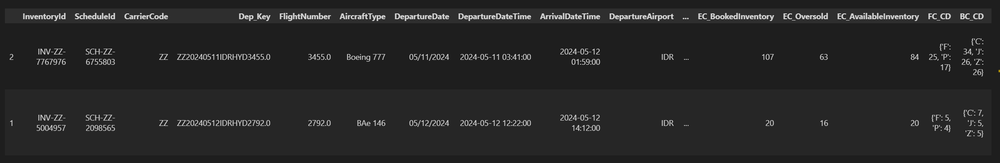 InventoryId ScheduleId CarrierCode Dep_Key FlightNumber AircraftType DepartureDate DepartureDateTime ArrivalDateTime DepartureAirport ... EC_BookedInventory EC_Oversold EC_AvailableInventory FC_CD BC_CD
2 INV-ZZ-7767976 SCH-ZZ-6755803 ZZ ZZ20240511IDRHYD3455.0 3455.0 Boeing 777 05/11/2024 2024-05-11 03:41:00 2024-05-12 01:59:00 IDR ... 107 63 84 {'F': 25, 'P': 17} {'C': 34, 'J': 26, 'Z': 26}
1 INV-ZZ-5004957 SCH-ZZ-2098565 ZZ ZZ20240512IDRHYD2792.0 2792.0 BAe 146 05/12/2024 2024-05-12 12:22:00 2024-05-12 14:12:00 IDR ... 20 16 20 {'F': 5, 'P': 4} {'C': 7, 'J': 5, 'Z': 5}